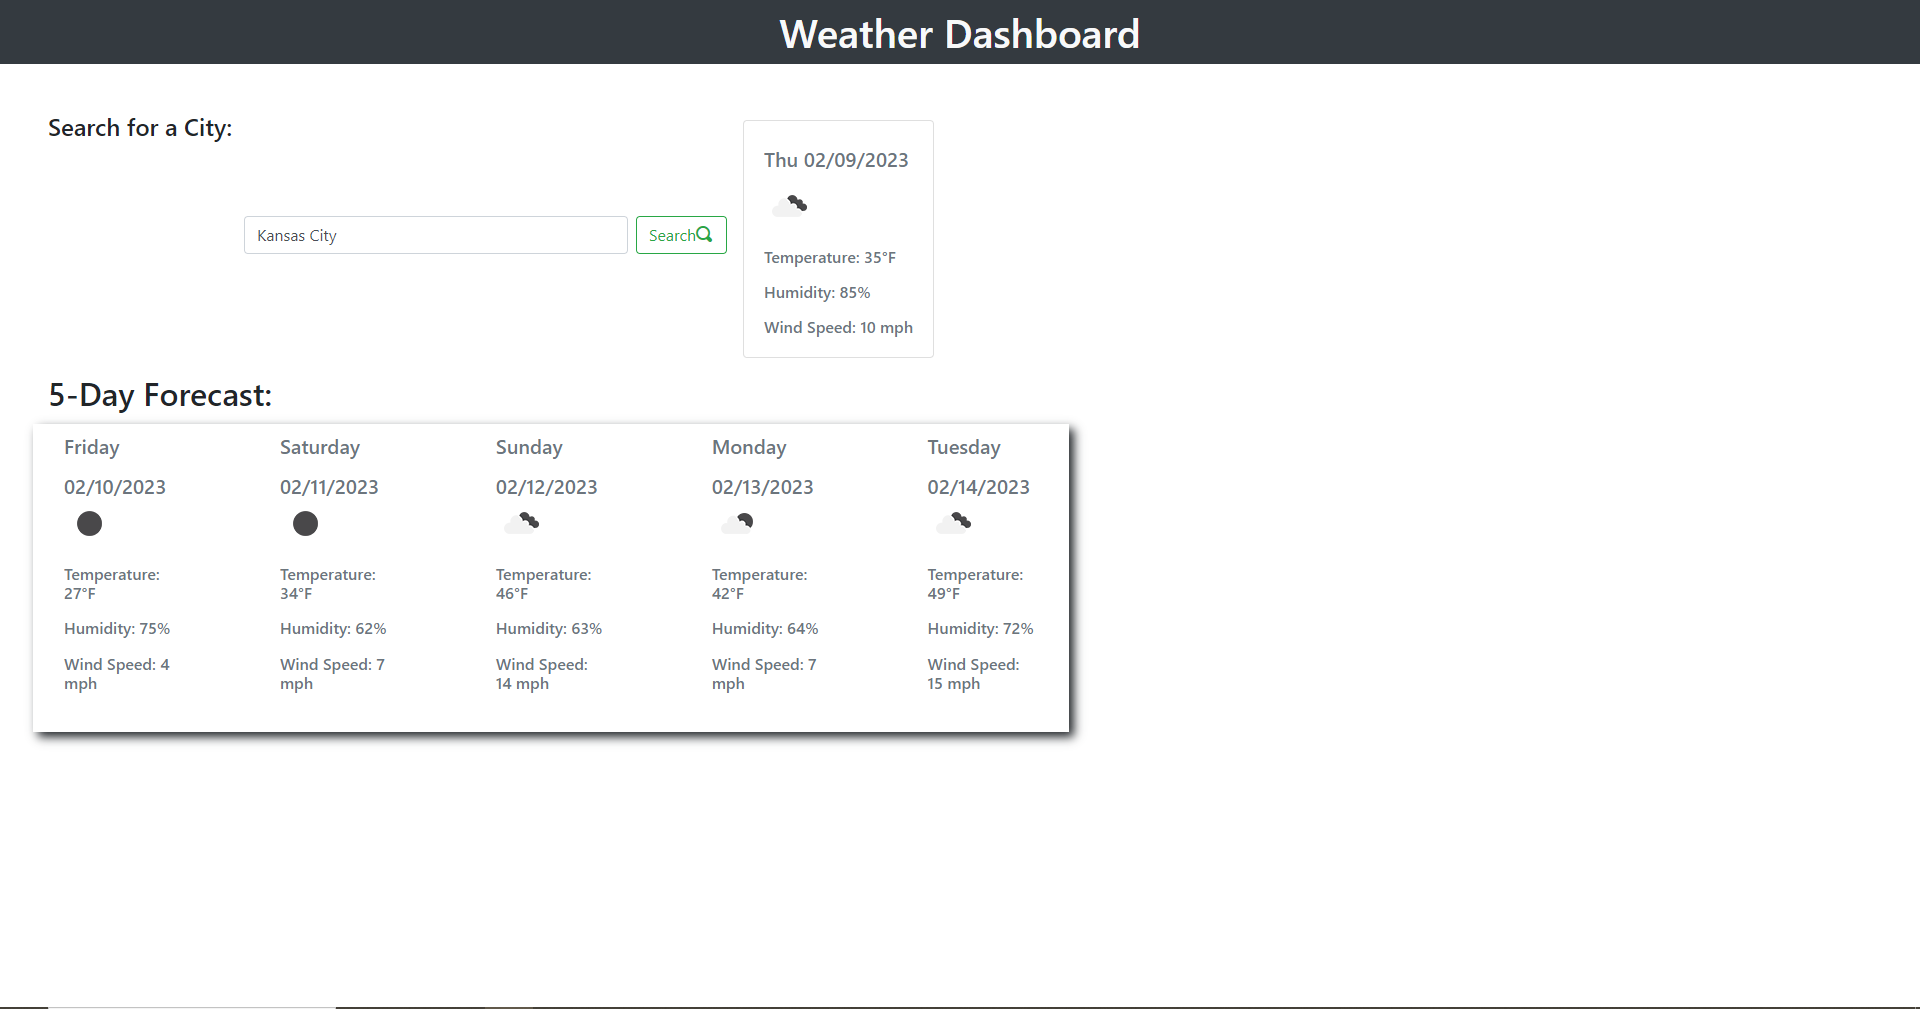 Weather Dashboard
Search for a City:
Kansas City
Search
Thu 02/09/2023
Temperature: 35°F
Humidity: 85%
Wind Speed: 10 mph
5-Day Forecast:
Friday
02/10/2023
Temperature:
27°F
Humidity: 75%
Wind Speed: 4
mph
Saturday
02/11/2023
Temperature:
34°F
Humidity: 62%
Wind Speed: 7
mph
Sunday
02/12/2023
Temperature:
46°F
Humidity: 63%
Wind Speed:
14 mph
Monday
02/13/2023
Temperature:
42°F
Humidity: 64%
Wind Speed: 7
mph
Tuesday
02/14/2023
Temperature:
49°F
Humidity: 72%
Wind Speed:
15 mph